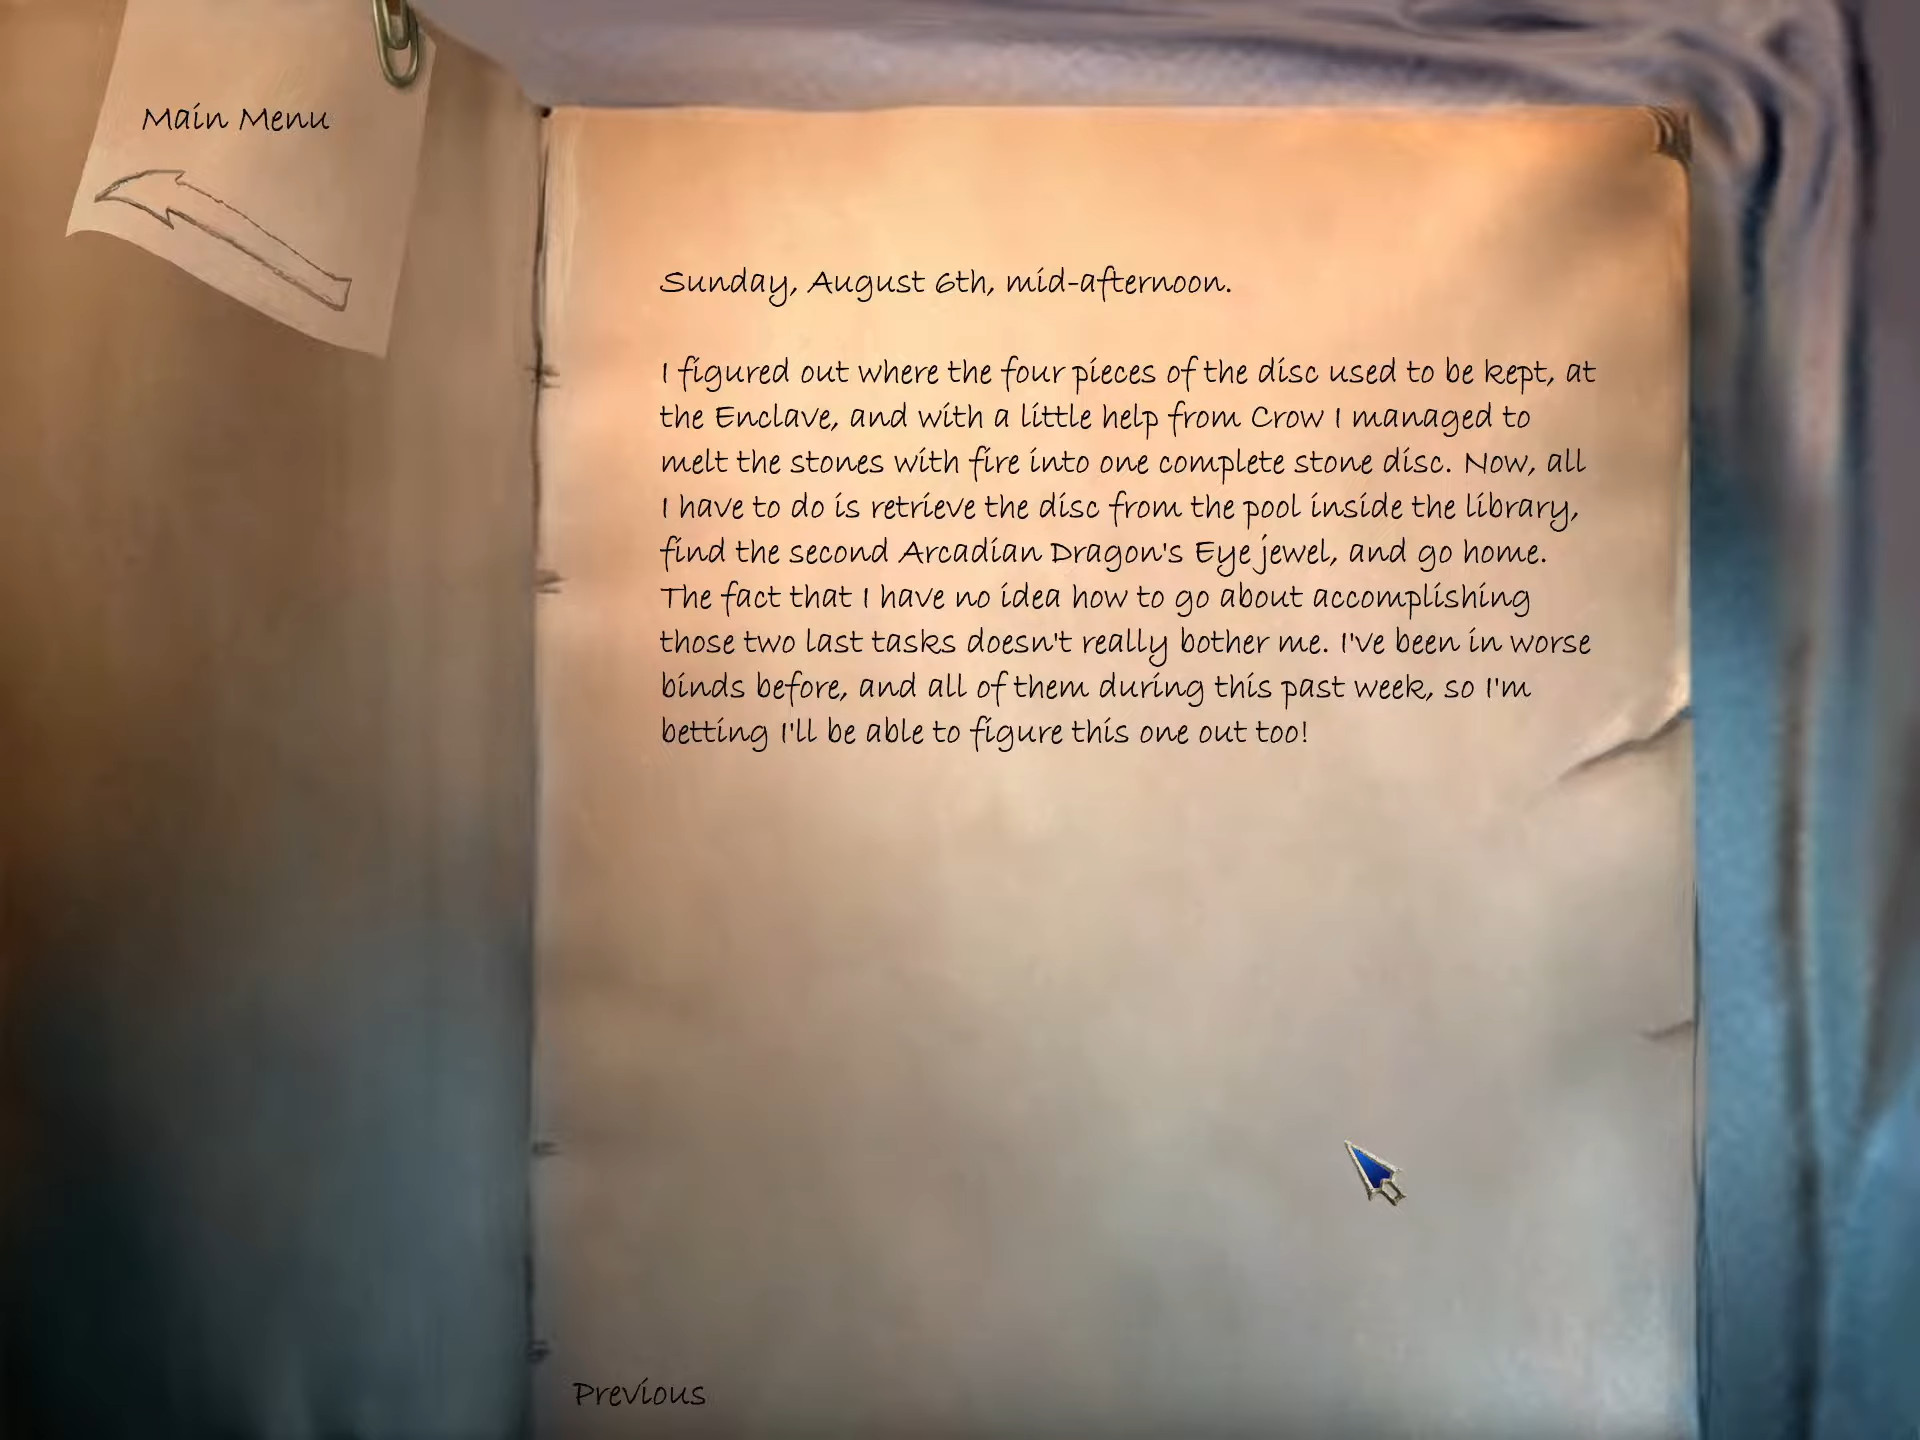 Main Menu
Sunday, August 6th, mid-afternoon.
I figured out where the four pieces of the disc used to be kept, at
the Enclave, and with a little help from Crow I managed to
melt the stones with fire into one complete stone disc. Now, all
I have to do is retrieve the disc from the pool inside the library,
find the second Arcadian Dragon's Eye jewel, and go home.
The fact that I have no idea how to go about accomplishing
those two last tasks doesn't really bother me. I've been in worse
binds before, and all of them during this past week, so I'm
betting I'll be able to figure this one out too!
Previous